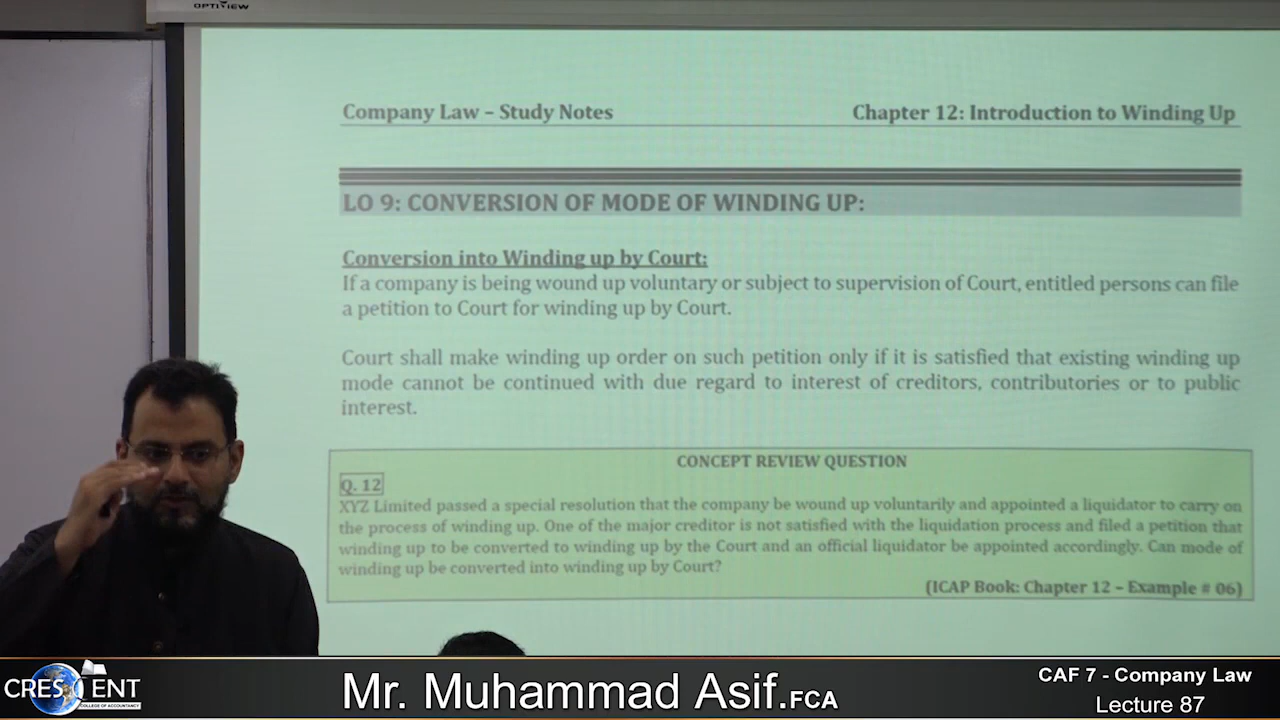 OPTIVIEW
Company Law – Study Notes
Chapter 12: Introduction to Winding Up
LO 9: CONVERSION OF MODE OF WINDING UP:
Conversion into Winding up by Court:
If a company is being wound up voluntary or subject to supervision of Court, entitled persons can file
a petition to Court for winding up by Court.
Court shall make winding up order on such petition only if it is satisfied that existing winding up
mode cannot be continued with due regard to interest of creditors, contributories or to public
interest.
CONCEPT REVIEW QUESTION
Q. 12
XYZ Limited passed a special resolution that the company be wound up voluntarily and appointed a liquidator to carry on
the process of winding up. One of the major creditor is not satisfied with the liquidation process and filed a petition that
winding up to be converted to winding up by the Court and an official liquidator be appointed accordingly. Can mode of
winding up be converted into winding up by Court?
(ICAP Book: Chapter 12 – Example # 06)
CRESCENT
COLLEGE OF ACCOUNTANCY
Mr. Muhammad Asif.FCA
CAF 7 - Company Law
Lecture 87